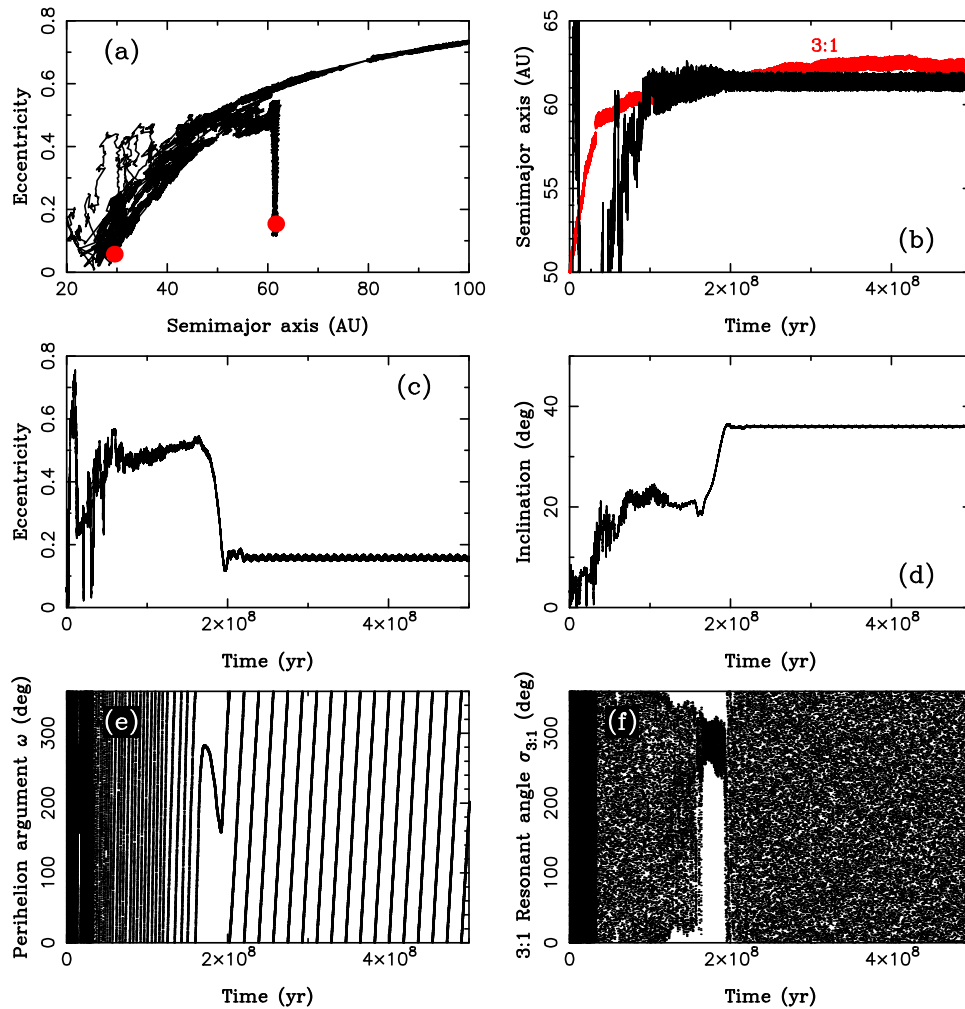 (a)
Eccentricity
0.8
0.6
0.4
0.2
0
20
40
60
80
100
Semimajor axis (AU)
3:1
(b)
Semimajor axis (AU)
65
60
55
50
0
2×10⁸
4×10⁸
Time (yr)
(c)
Eccentricity
0.8
0.6
0.4
0.2
0
0
2×10⁸
4×10⁸
Time (yr)
(d)
Inclination (deg)
40
20
0
0
2×10⁸
4×10⁸
Time (yr)
(e)
Perihelion argument ω (deg)
300
200
100
0
0
2×10⁸
4×10⁸
Time (yr)
(f)
3:1 Resonant angle σ₃:₁ (deg)
300
200
100
0
0
2×10⁸
4×10⁸
Time (yr)